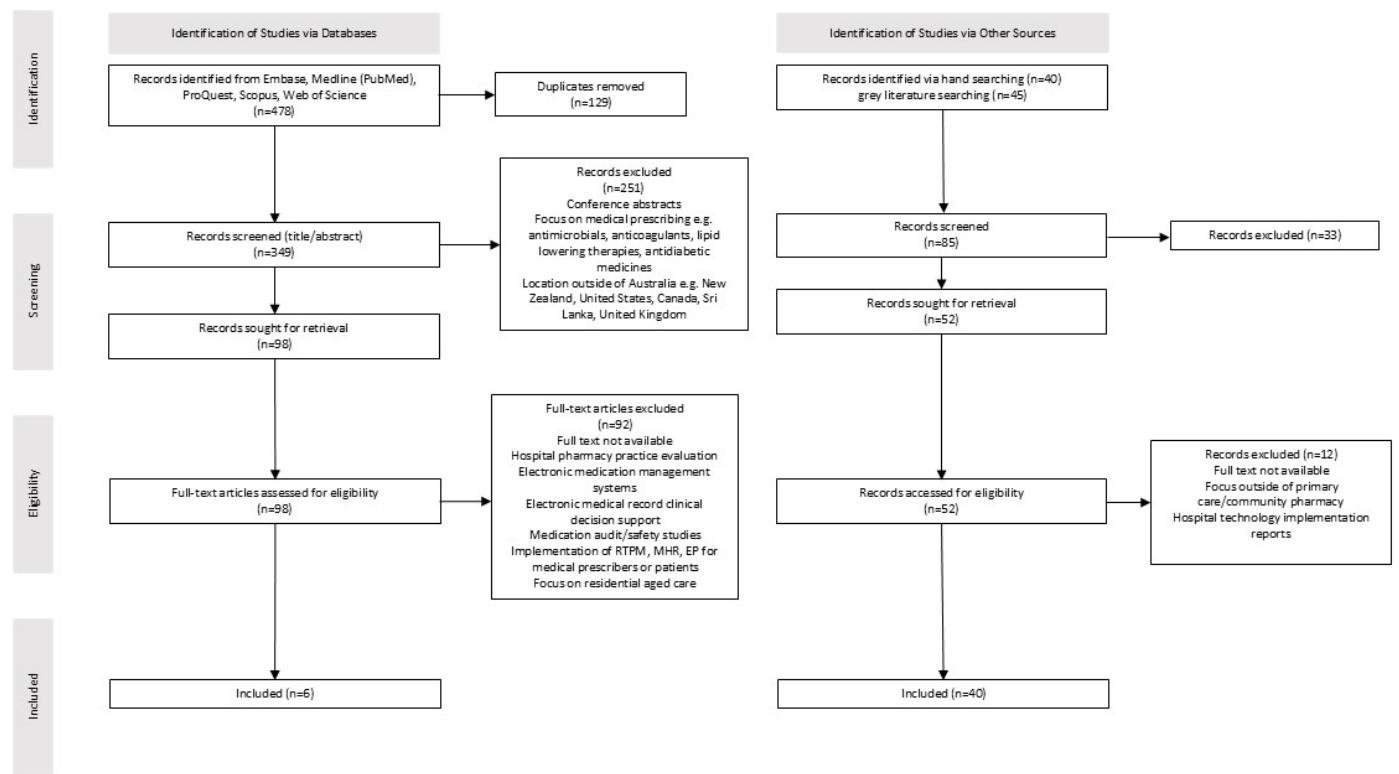 Identification
Identification of Studies via Databases
Records identified from Embase, Medline (PubMed),
ProQuest, Scopus, Web of Science
(n=478)
Duplicates removed
(n=129)
Identification of Studies via Other Sources
Records identified via hand searching (n=40)
grey literature searching (n=45)
Screening
Records screened (title/abstract)
(n=349)
Records excluded
(n=251)
Conference abstracts
Focus on medical prescribing e.g.
antimicrobials, anticoagulants, lipid
lowering therapies, antidiabetic
medicines
Location outside of Australia e.g. New
Zealand, United States, Canada, Sri
Lanka, United Kingdom
Records sought for retrieval
(n=98)
Records screened
(n=85)
Records excluded (n=33)
Records sought for retrieval
(n=52)
Eligibility
Full-text articles assessed for eligibility
(n=98)
Full-text articles excluded
(n=92)
Full text not available
Hospital pharmacy practice evaluation
Electronic medication management
systems
Electronic medical record clinical
decision support
Medication audit/safety studies
Implementation of RTPM, MHR, EP for
medical prescribers or patients
Focus on residential aged care
Records accessed for eligibility
(n=52)
Records excluded (n=12)
Full text not available
Focus outside of primary
care/community pharmacy
Hospital technology implementation
reports
Included
Included (n=6)
Included (n=40)